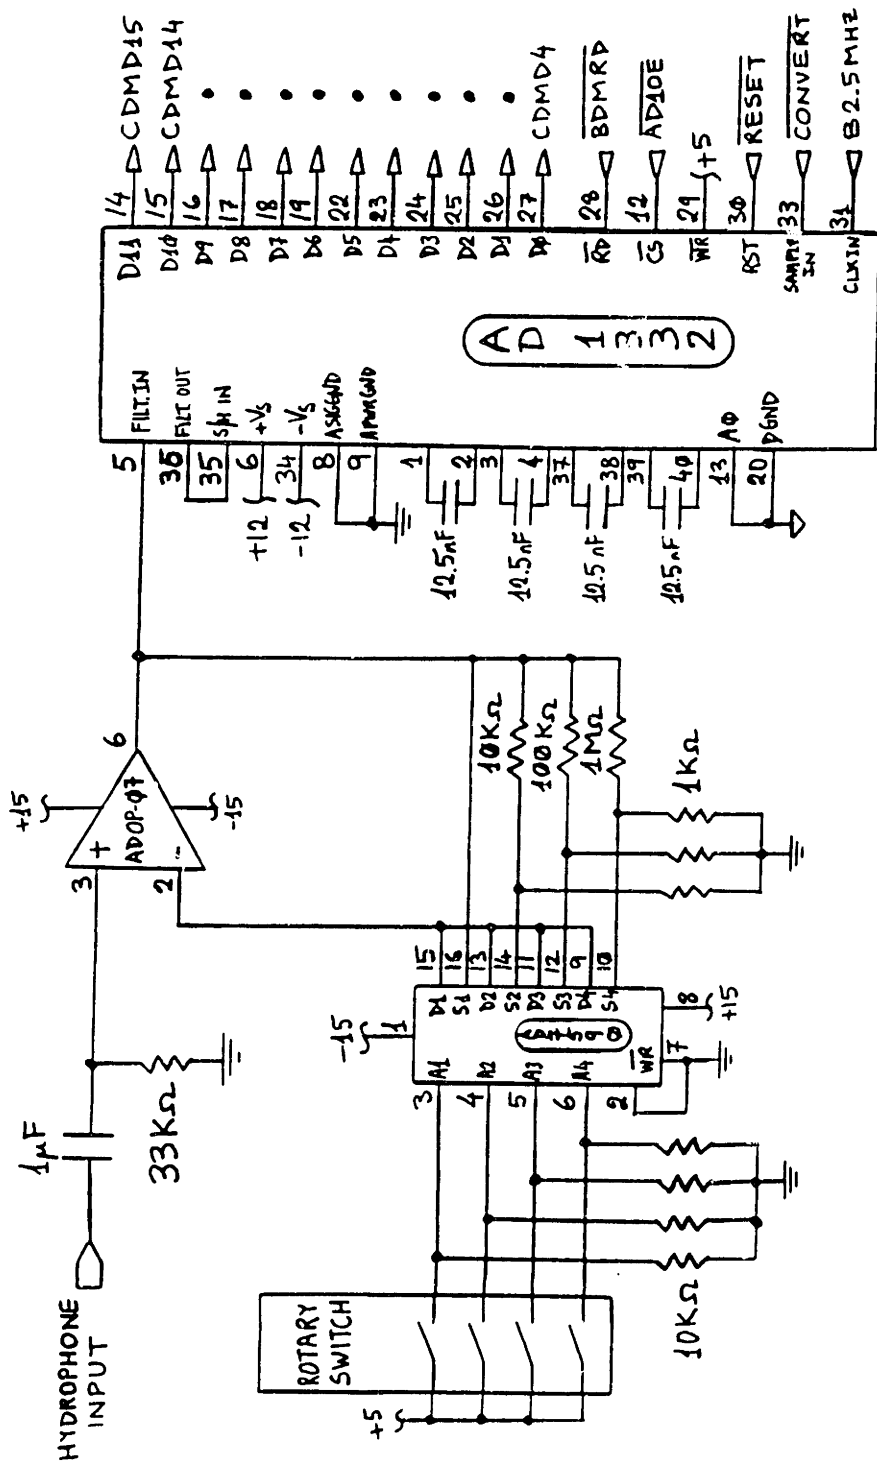 HYDROPHONE
INPUT
1μF
33KΩ
3
+
2
-
ADOP-07
+15
-15
6
ROTARY
SWITCH
+5
10KΩ
3 A1
4 A2
5 A3
6 A4
2
WR
7
-15
1
8
+15
15 D1
16 S1
13 D2
14 S2
11 D3
12 S3
9 D4
10 S4
10KΩ
100KΩ
1MΩ
1KΩ
5 FILT.IN
36 FILT OUT
35 S/H IN
+12 6 +Vs
-12 34 -Vs
8 ASIGGND
9 APWRGND
1
12.5nF
2
3
12.5nF
4
37
12.5nF
38
39
12.5nF
40
13 A0
20 DGND
AD 1332
D11 14 CDMD15
D10 15 CDMD14
D9 16
D8 17
D7 18
D6 19
D5 22
D4 23
D3 24
D2 25
D1 26
D0 27 CDMD4
RD 28 BDMRD
CS 12 AD1OE
WR 29 +5
RST 30 RESET
SAMPLE
IN 33 CONVERT
CLKIN 31 B2.5MHZ